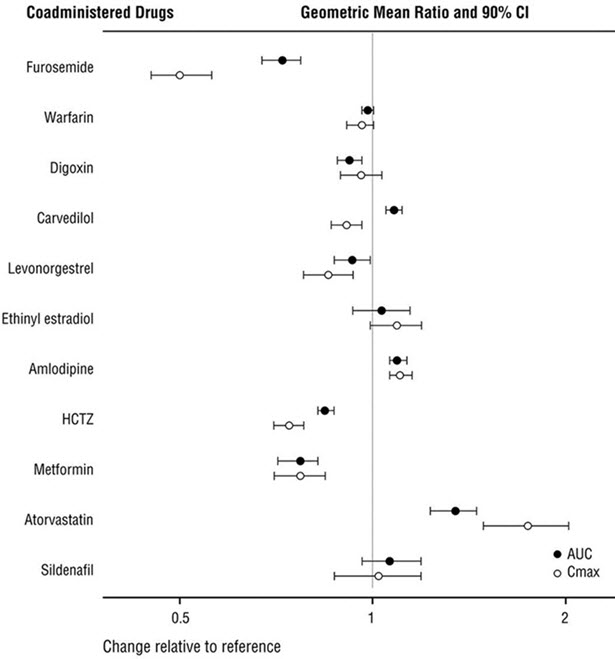 Coadministered Drugs Geometric Mean Ratio and 90% CI
Furosemide
Warfarin
Digoxin
Carvedilol
Levonorgestrel
Ethinyl estradiol
Amlodipine
HCTZ
Metformin
Atorvastatin
AUC
Cmax
Sildenafil
0.5 1 2
Change relative to reference